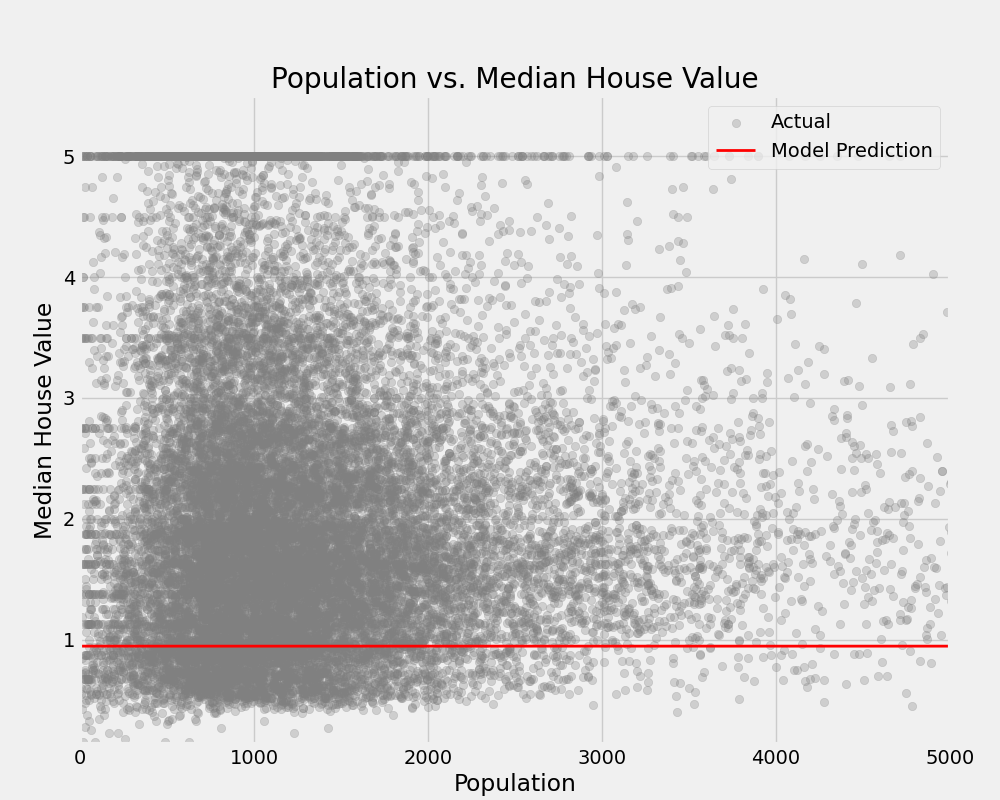 Population vs. Median House Value
Actual
Model Prediction
5
4
3
2
1
Median House Value
0 1000 2000 3000 4000 5000
Population